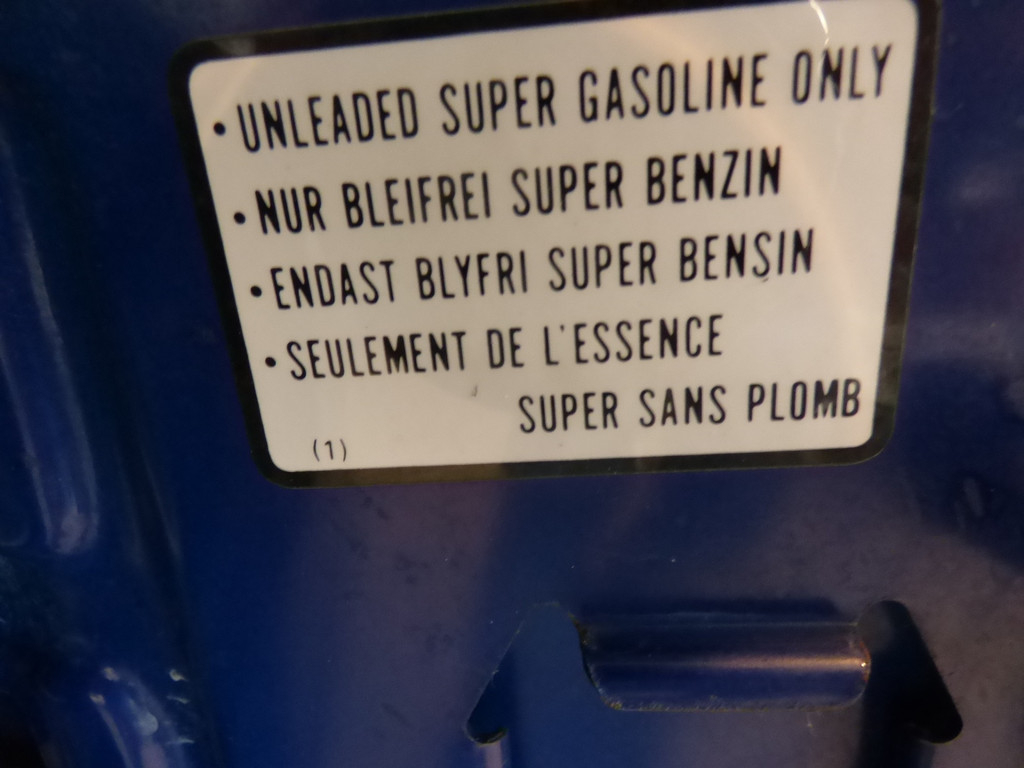 • UNLEADED SUPER GASOLINE ONLY
• NUR BLEIFREI SUPER BENZIN
• ENDAST BLYFRI SUPER BENSIN
• SEULEMENT DE L'ESSENCE
SUPER SANS PLOMB
(1)